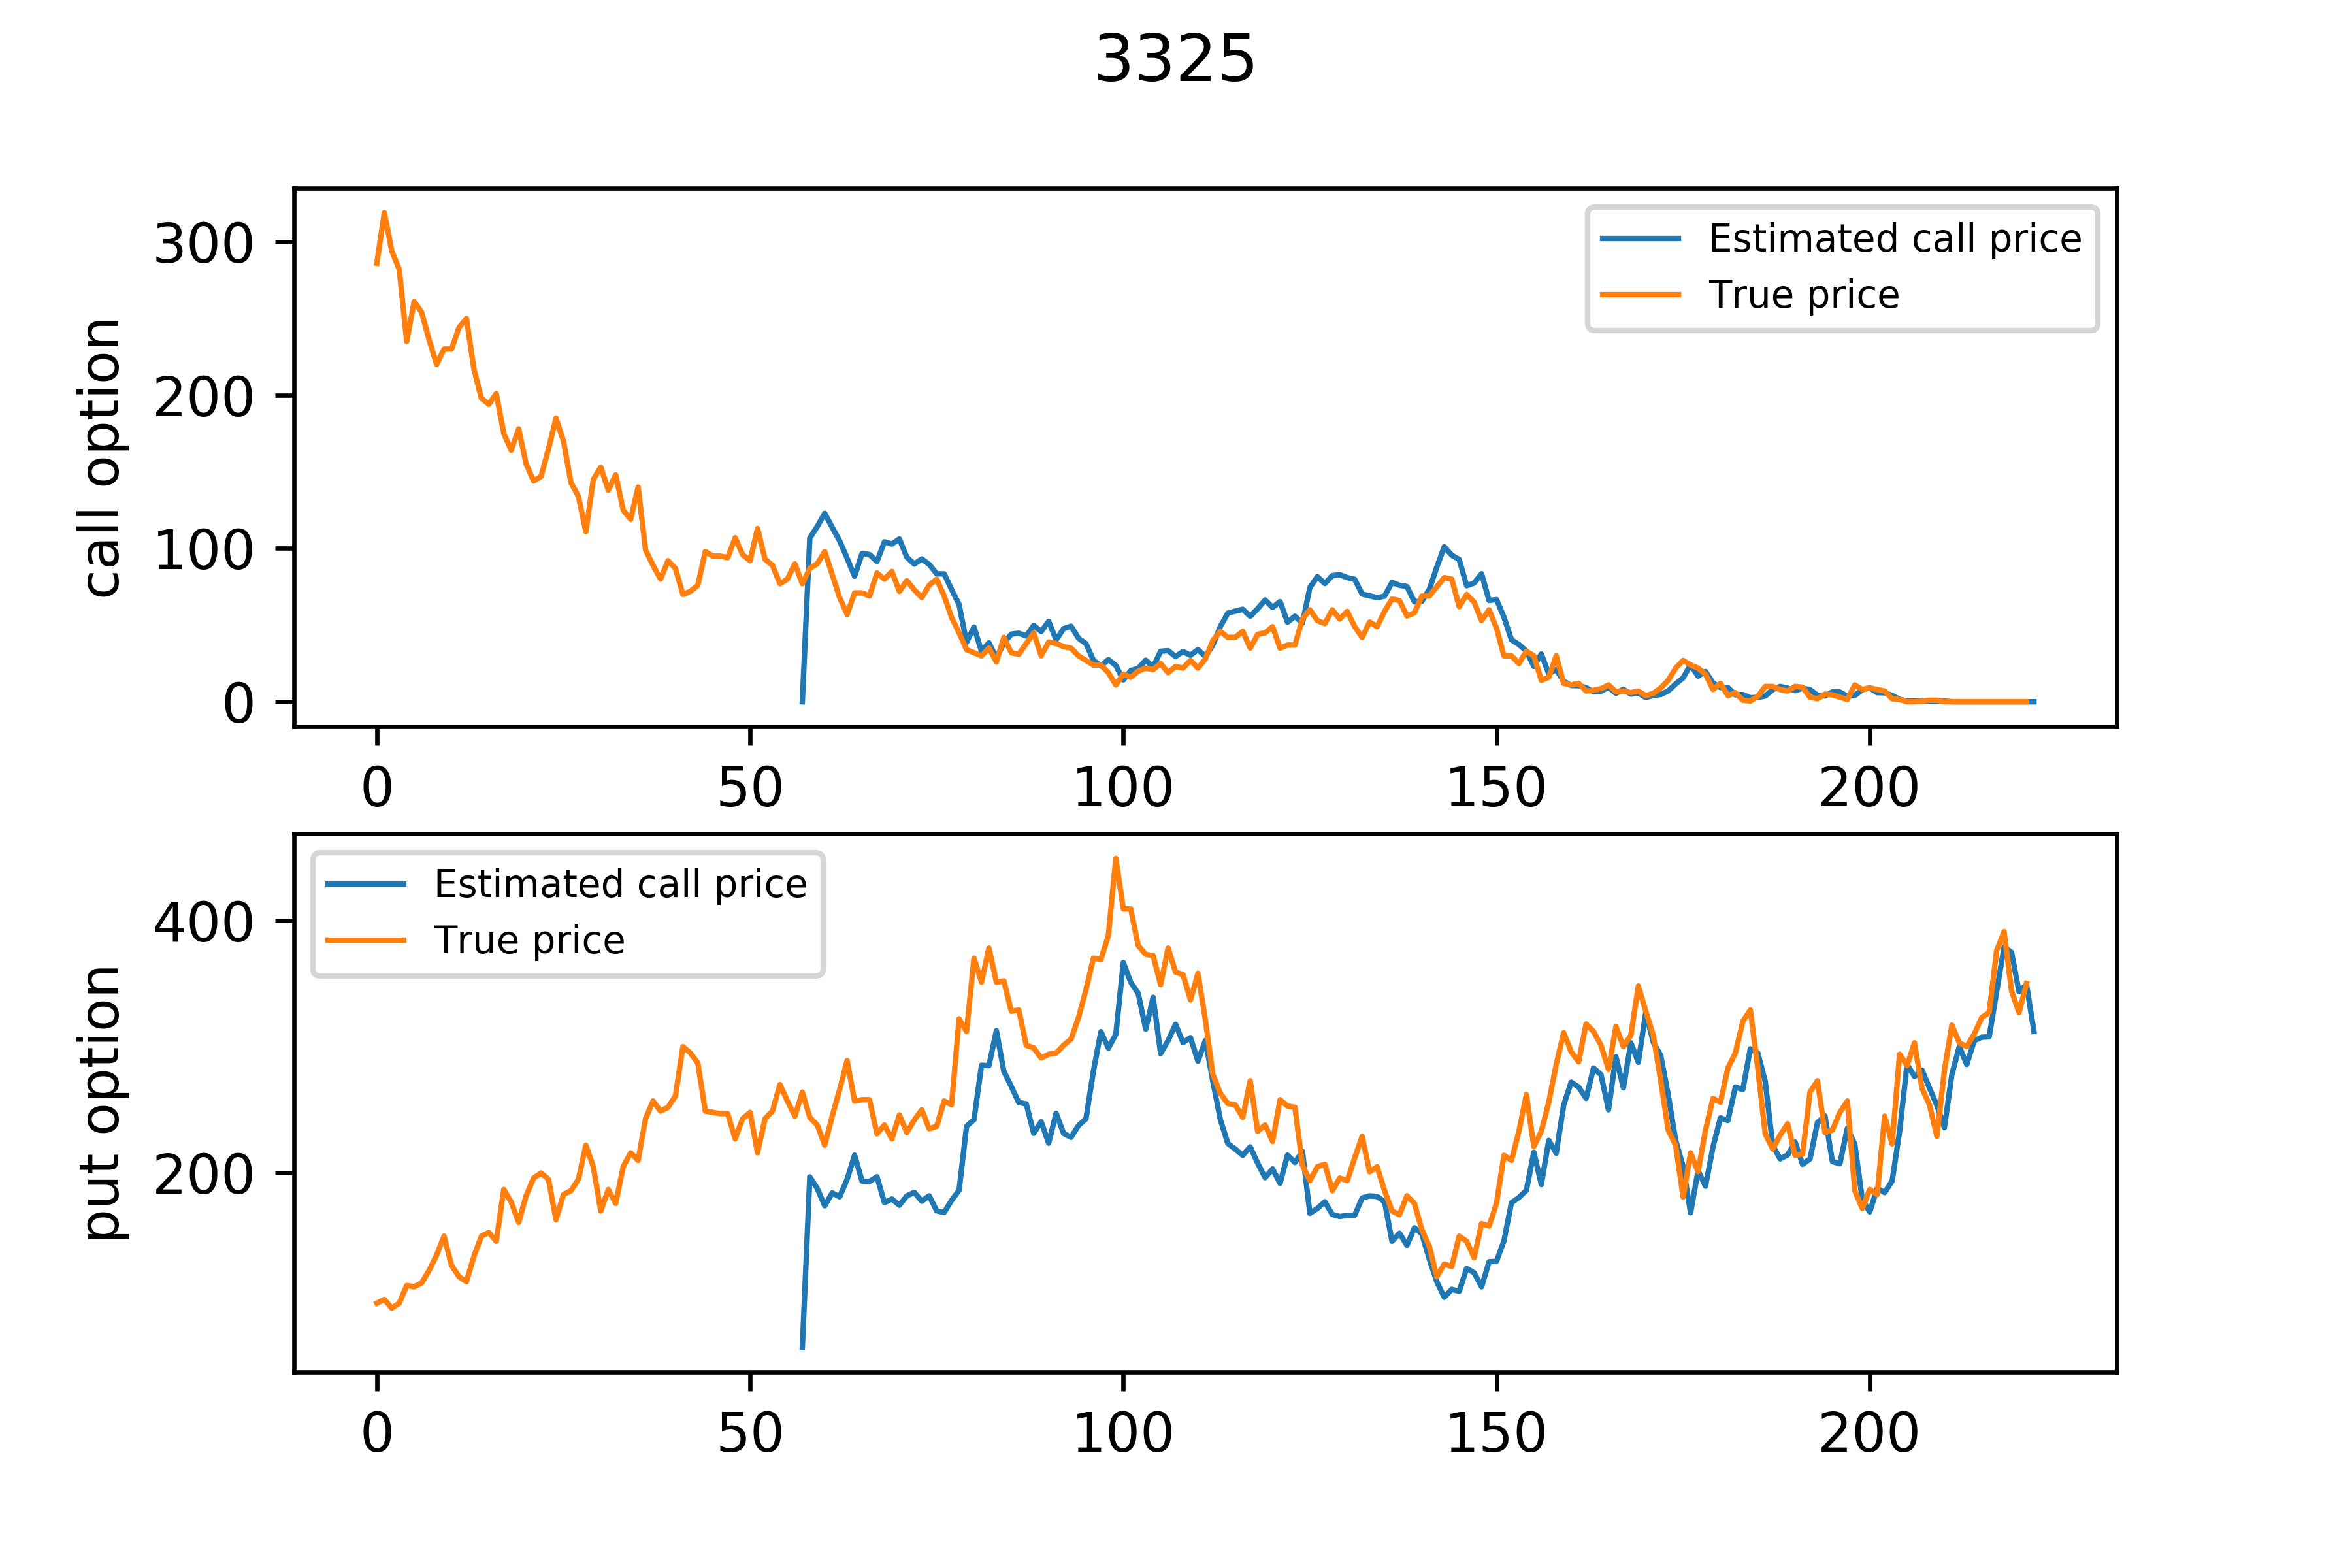 3325
call option
300
200
100
0
Estimated call price
True price
0 50 100 150 200
put option
400
200
Estimated call price
True price
0 50 100 150 200